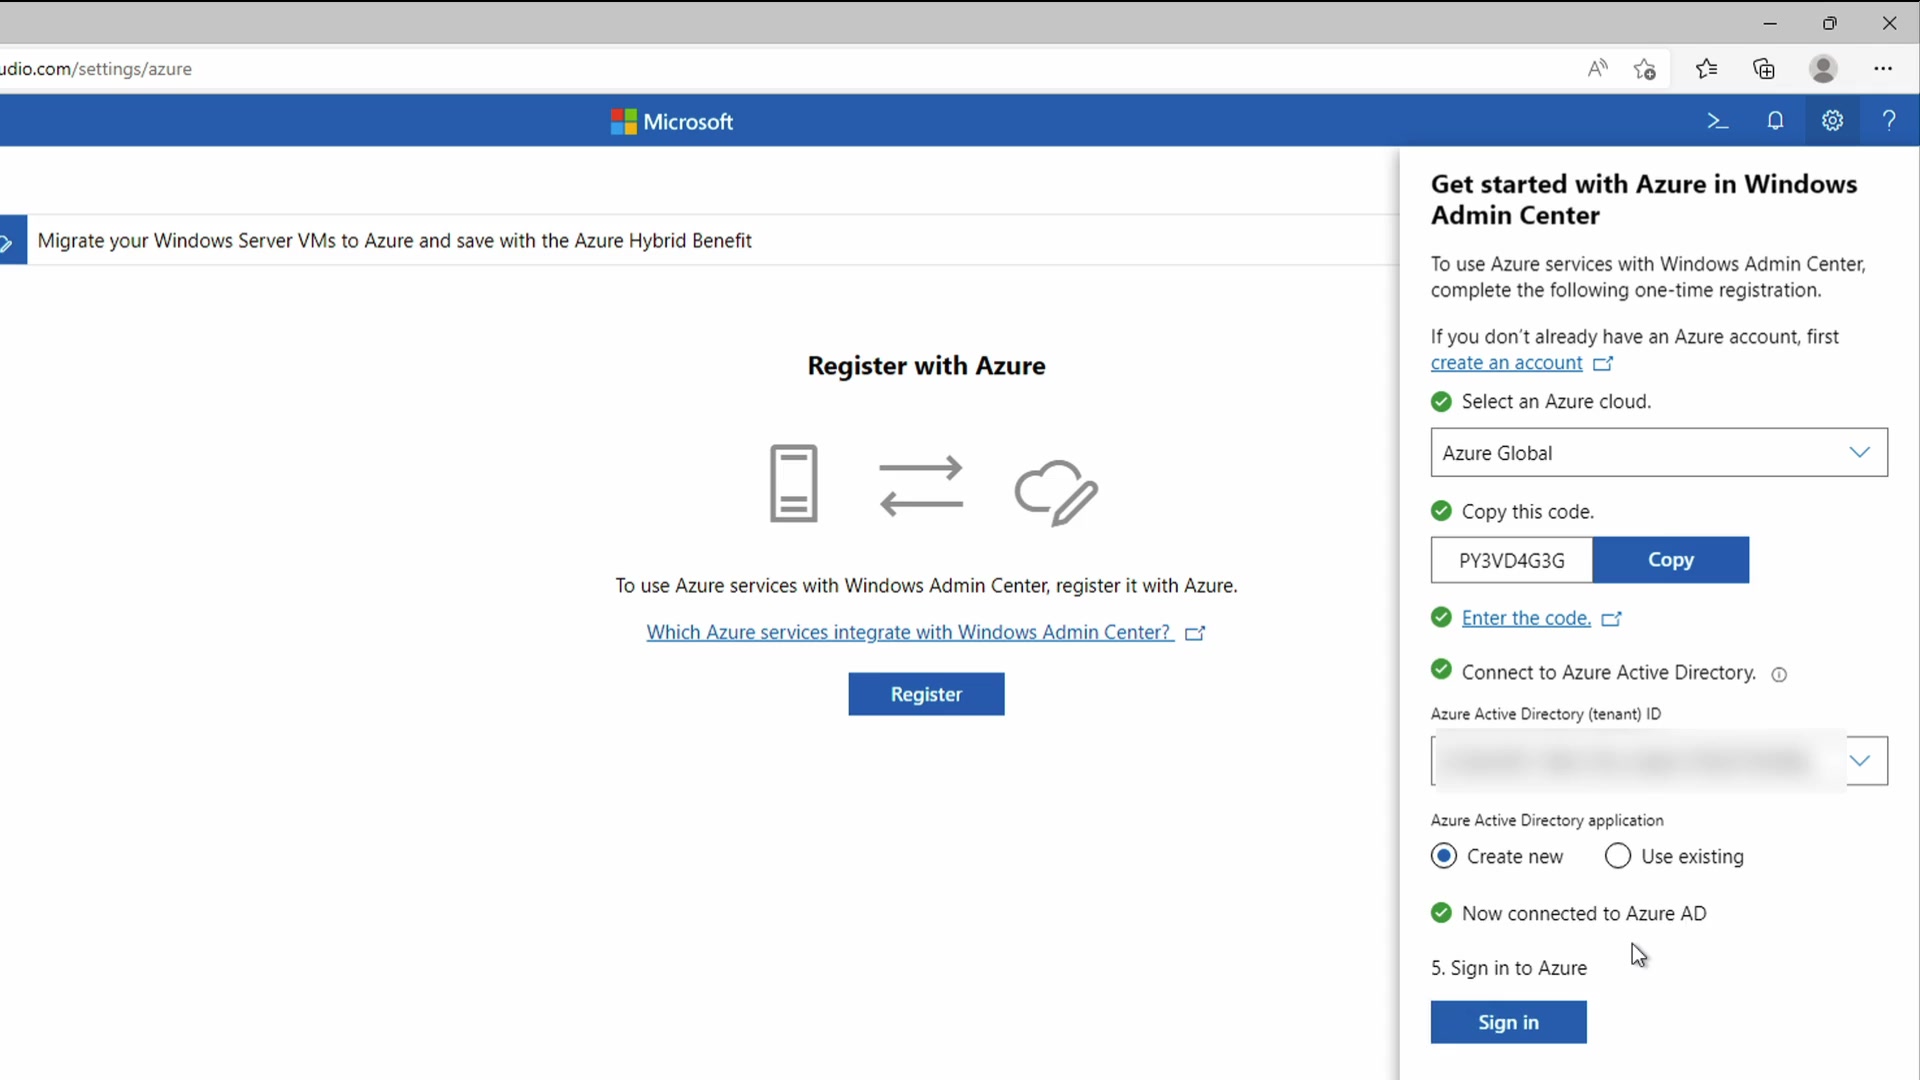 udio.com/settings/azure
Microsoft
Migrate your Windows Server VMs to Azure and save with the Azure Hybrid Benefit
Register with Azure
To use Azure services with Windows Admin Center, register it with Azure.
Which Azure services integrate with Windows Admin Center?
Register
Get started with Azure in Windows
Admin Center
To use Azure services with Windows Admin Center,
complete the following one-time registration.
If you don't already have an Azure account, first
create an account
Select an Azure cloud.
Azure Global
Copy this code.
PY3VD4G3G Copy
Enter the code.
Connect to Azure Active Directory.
Azure Active Directory (tenant) ID
Azure Active Directory application
Create new Use existing
Now connected to Azure AD
5. Sign in to Azure
Sign in